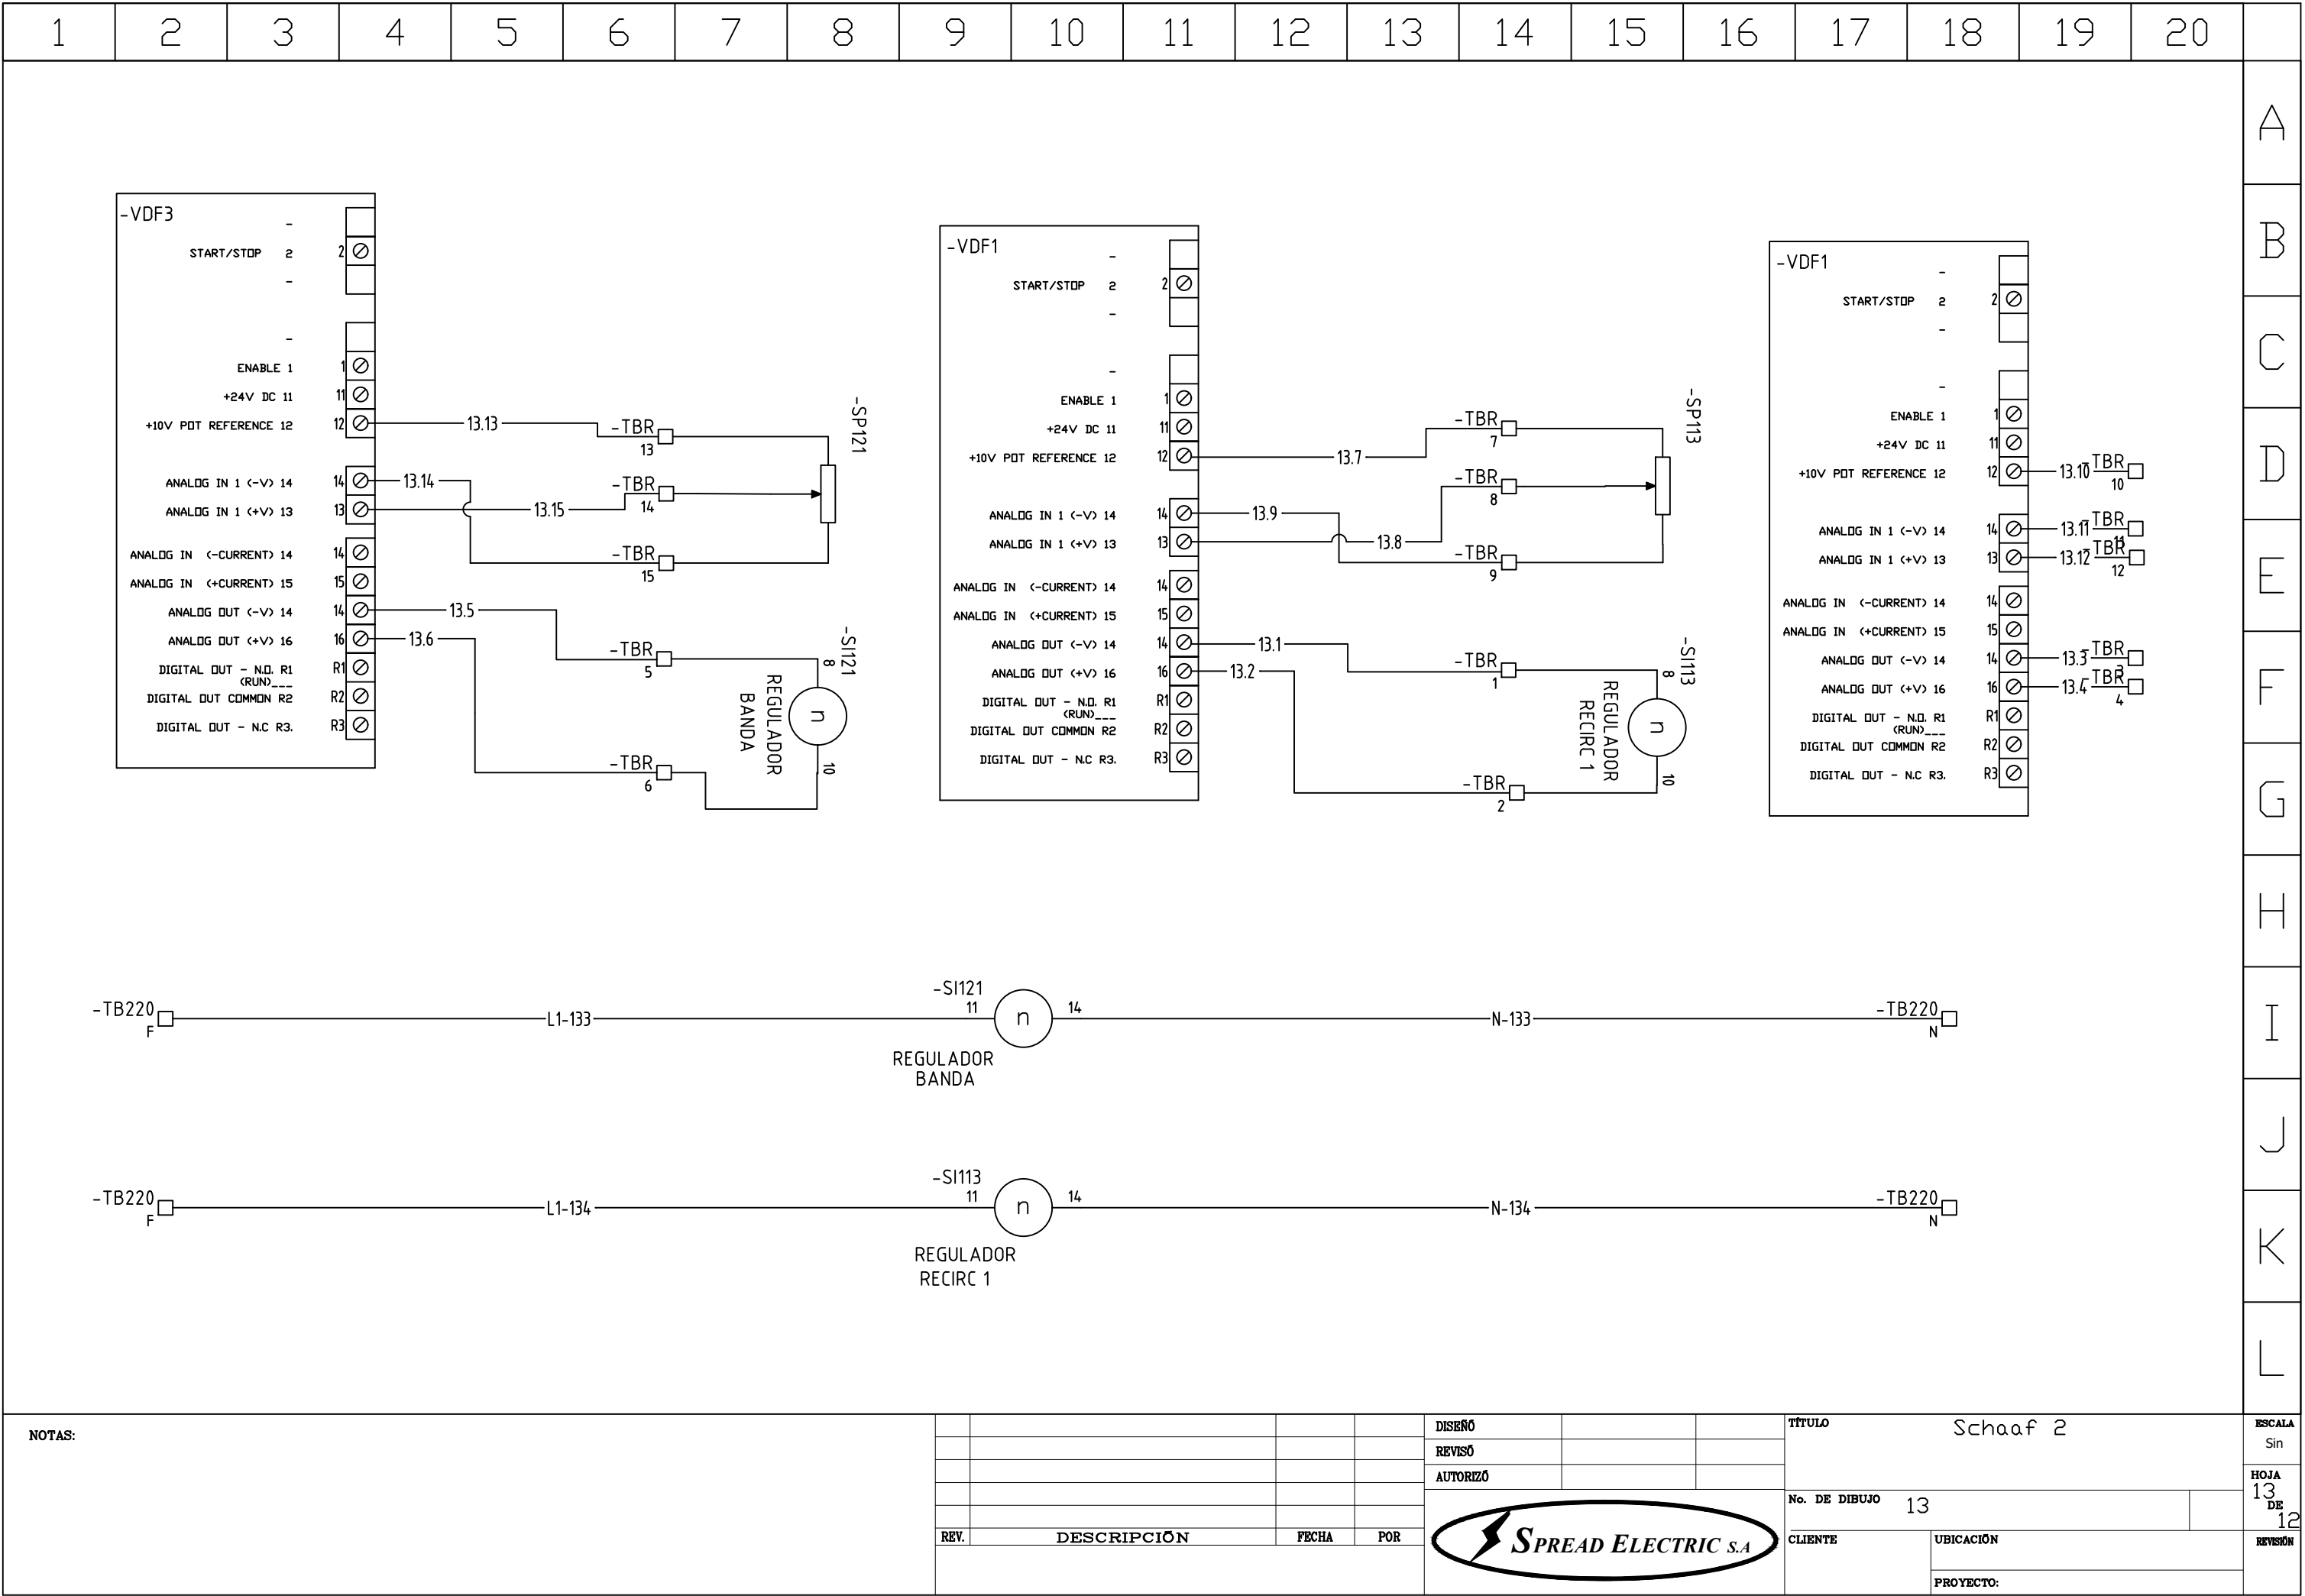 1 2 3 4 5 6 7 8 9 10 11 12 13 14 15 16 17 18 19 20
A
B
C
D
E
F
G
H
I
J
K
L
-VDF3
-
START/STOP 2 2
-
-
ENABLE 1 1
+24V DC 11 11
+10V POT REFERENCE 12 12
ANALOG IN 1 (-V) 14 14
ANALOG IN 1 (+V) 13 13
ANALOG IN (-CURRENT) 14 14
ANALOG IN (+CURRENT) 15 15
ANALOG OUT (-V) 14 14
ANALOG OUT (+V) 16 16
DIGITAL OUT - N.O. R1 R1
(RUN)___
DIGITAL OUT COMMON R2 R2
DIGITAL OUT - N.C R3. R3
13.13
13.14
13.15
13.5
13.6
-TBR
13
-TBR
14
-TBR
15
-TBR
5
-TBR
6
-SP121
-SI121
8
n
10
REGULADOR
BANDA
-VDF1
-
START/STOP 2 2
-
-
ENABLE 1 1
+24V DC 11 11
+10V POT REFERENCE 12 12
ANALOG IN 1 (-V) 14 14
ANALOG IN 1 (+V) 13 13
ANALOG IN (-CURRENT) 14 14
ANALOG IN (+CURRENT) 15 15
ANALOG OUT (-V) 14 14
ANALOG OUT (+V) 16 16
DIGITAL OUT - N.O. R1 R1
(RUN)___
DIGITAL OUT COMMON R2 R2
DIGITAL OUT - N.C R3. R3
13.7
13.9
13.8
13.1
13.2
-TBR
7
-TBR
8
-TBR
9
-TBR
1
-TBR
2
-SP113
-SI113
8
n
10
REGULADOR
RECIRC 1
-VDF1
-
START/STOP 2 2
-
-
ENABLE 1 1
+24V DC 11 11
+10V POT REFERENCE 12 12
ANALOG IN 1 (-V) 14 14
ANALOG IN 1 (+V) 13 13
ANALOG IN (-CURRENT) 14 14
ANALOG IN (+CURRENT) 15 15
ANALOG OUT (-V) 14 14
ANALOG OUT (+V) 16 16
DIGITAL OUT - N.O. R1 R1
(RUN)___
DIGITAL OUT COMMON R2 R2
DIGITAL OUT - N.C R3. R3
13.10 -TBR
10
13.11 -TBR
11
13.12 -TBR
12
13.3 -TBR
3
13.4 -TBR
4
-TB220
F
L1-133
-SI121
11
n
14
REGULADOR
BANDA
N-133
-TB220
N
-TB220
F
L1-134
-SI113
11
n
14
REGULADOR
RECIRC 1
N-134
-TB220
N
NOTAS:
REV. DESCRIPCIÓN FECHA POR
DISEÑÓ
REVISÓ
AUTORIZÓ
SPREAD ELECTRIC S.A
TÍTULO
Schaaf 2
No. DE DIBUJO 13
CLIENTE
UBICACIÓN
PROYECTO:
ESCALA
Sin
HOJA
13
DE
12
REVISIÓN